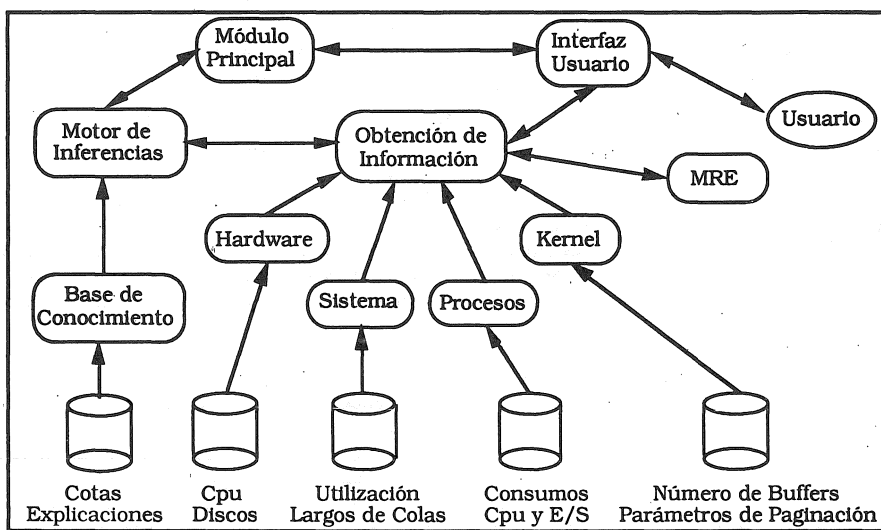 Módulo
Principal
Interfaz
Usuario
Usuario
Motor de
Inferencias
Obtención de
Información
MRE
Hardware
Kernel
Base de
Conocimiento
Sistema
Procesos
Cotas
Explicaciones
Cpu
Discos
Utilización
Largos de Colas
Consumos
Cpu y E/S
Número de Buffers
Parámetros de Paginación